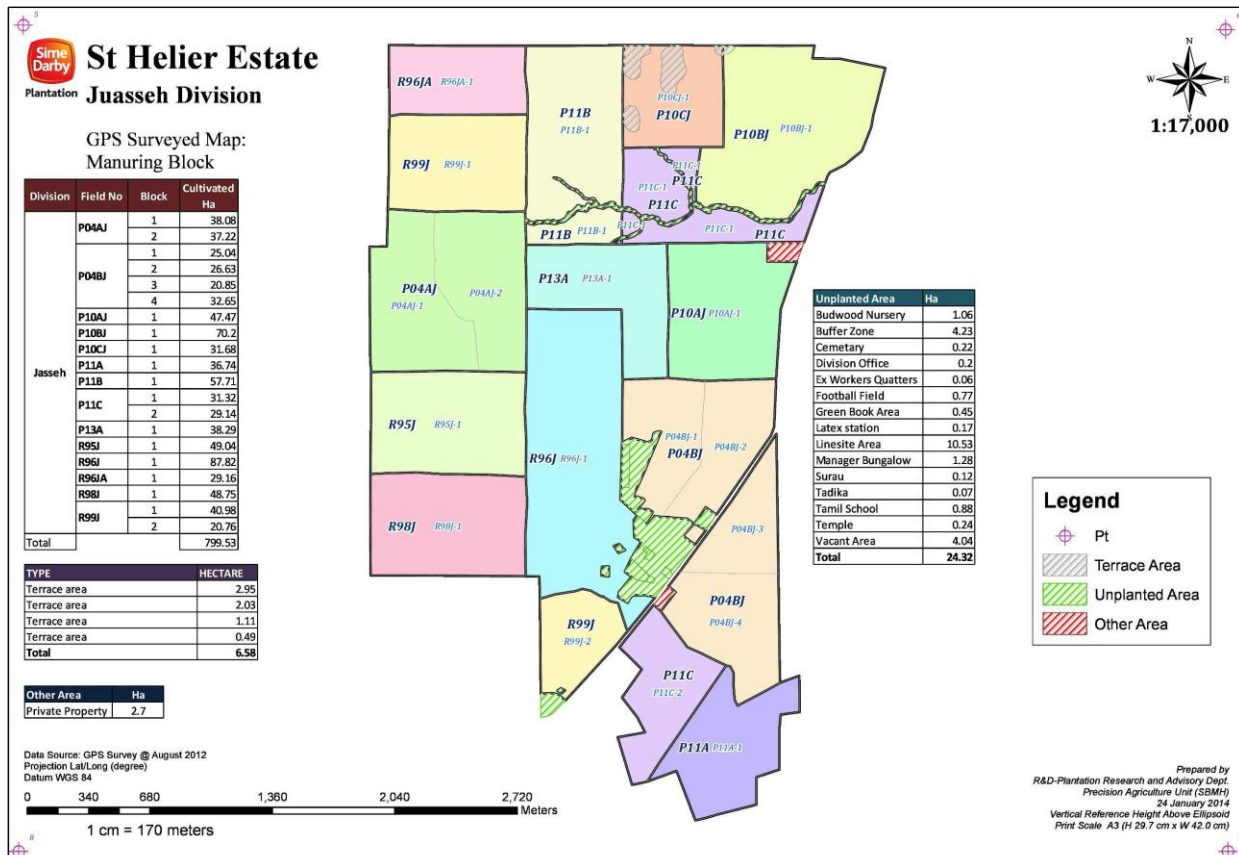 Sime
Darby
Plantation
St Helier Estate
Juasseh Division
GPS Surveyed Map:
Manuring Block
Division Field No Block Cultivated Ha
Jasseh
P04AJ 1 38.08
2 37.22
P04BJ 1 25.04
2 26.63
3 20.85
4 32.65
P10AJ 1 47.47
P10BJ 1 70.2
P10CJ 1 31.68
P11A 1 36.74
P11B 1 57.71
P11C 1 31.32
2 29.14
P13A 1 38.29
R95J 1 49.04
R96J 1 87.82
R96JA 1 29.16
R98J 1 48.75
R99J 1 40.98
2 20.76
Total 799.53
TYPE HECTARE
Terrace area 2.95
Terrace area 2.03
Terrace area 1.11
Terrace area 0.49
Total 6.58
Other Area Ha
Private Property 2.7
Data Source: GPS Survey @ August 2012
Projection Lat/Long (degree)
Datum WGS 84
0 340 680 1,360 2,040 2,720
Meters
1 cm = 170 meters
R96JA R96JA-1
P11B
P11B-1
P10CJ-1
P10CJ
P10BJ P10BJ-1
R99J R99J-1
P11C-1
P11C
P11C-1
P11C
P11C-1
P11B P11B-1
P11C-1 P11C
P04AJ
P04AJ-1
P04AJ-2
P13A P13A-1
P10AJ P10AJ-1
R95J R95J-1
R96J R96J-1
P04BJ-1
P04BJ
P04BJ-2
R98J R98J-1
P04BJ-3
P04BJ
P04BJ-4
R99J
R99J-2
P11C
P11C-2
P11A P11A-1
N
W E
S
1:17,000
Unplanted Area Ha
Budwood Nursery 1.06
Buffer Zone 4.23
Cemetary 0.22
Division Office 0.2
Ex Workers Quatters 0.06
Football Field 0.77
Green Book Area 0.45
Latex station 0.17
Linesite Area 10.53
Manager Bungalow 1.28
Surau 0.12
Tadika 0.07
Tamil School 0.88
Temple 0.24
Vacant Area 4.04
Total 24.32
Legend
Pt
Terrace Area
Unplanted Area
Other Area
Prepared by
R&D-Plantation Research and Advisory Dept.
Precision Agriculture Unit (SBMH)
24 January 2014
Vertical Reference Height Above Ellipsoid
Print Scale A3 (H 29.7 cm x W 42.0 cm)